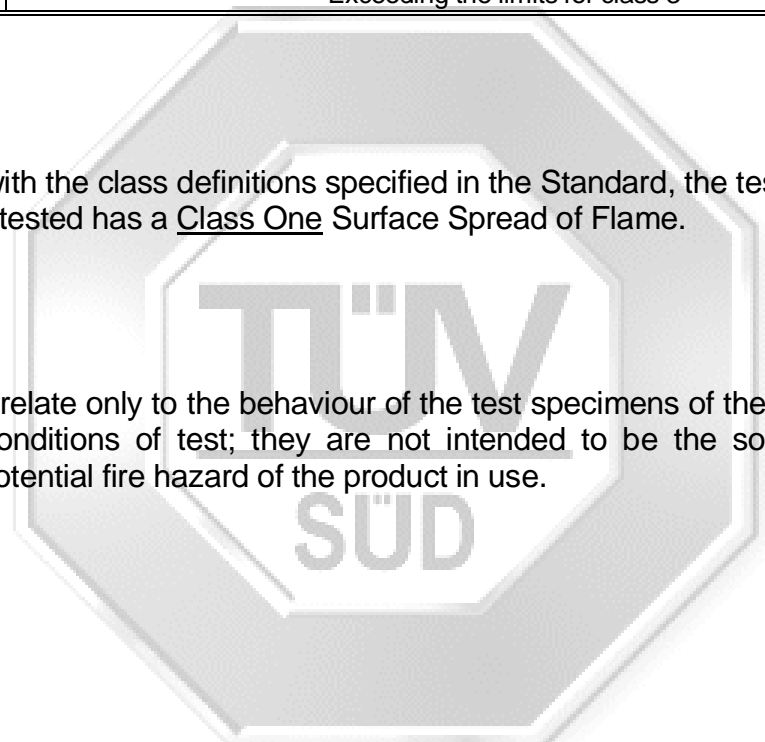 Exceeding the limits for class 3
with the class definitions specified in the Standard, the tes
tested has a Class One Surface Spread of Flame.
TÜV
relate only to the behaviour of the test specimens of the
onditions of test; they are not intended to be the so
otential fire hazard of the product in use.
SÜD